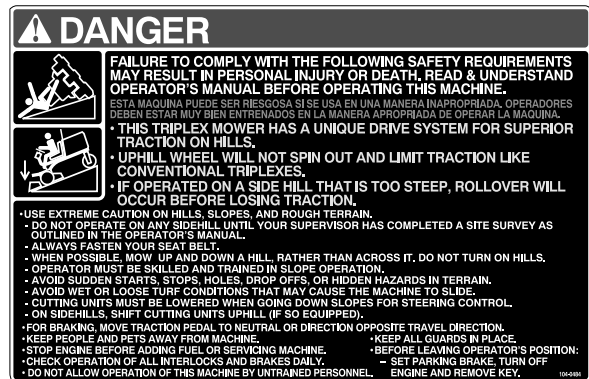 DANGER
FAILURE TO COMPLY WITH THE FOLLOWING SAFETY REQUIREMENTS
MAY RESULT IN PERSONAL INJURY OR DEATH. READ & UNDERSTAND
OPERATOR'S MANUAL BEFORE OPERATING THIS MACHINE.
ESTA MAQUINA PUEDE SER RIESGOSA SI SE USA EN UNA MANERA INAPROPRIADA. OPERADORES
DEBEN ESTAR MUY BIEN ENTRENADOS EN LA MANERA APROPRIADA DE OPERAR LA MAQUINA.
• THIS TRIPLEX MOWER HAS A UNIQUE DRIVE SYSTEM FOR SUPERIOR
TRACTION ON HILLS.
• UPHILL WHEEL WILL NOT SPIN OUT AND LIMIT TRACTION LIKE
CONVENTIONAL TRIPLEXES.
• IF OPERATED ON A SIDE HILL THAT IS TOO STEEP, ROLLOVER WILL
OCCUR BEFORE LOSING TRACTION.
•USE EXTREME CAUTION ON HILLS, SLOPES, AND ROUGH TERRAIN.
- DO NOT OPERATE ON ANY SIDEHILL UNTIL YOUR SUPERVISOR HAS COMPLETED A SITE SURVEY AS
OUTLINED IN THE OPERATOR'S MANUAL.
- ALWAYS FASTEN YOUR SEAT BELT.
- WHEN POSSIBLE, MOW UP AND DOWN A HILL, RATHER THAN ACROSS IT. DO NOT TURN ON HILLS.
- OPERATOR MUST BE SKILLED AND TRAINED IN SLOPE OPERATION.
- AVOID SUDDEN STARTS, STOPS, HOLES, DROP OFFS, OR HIDDEN HAZARDS IN TERRAIN.
- AVOID WET OR LOOSE TURF CONDITIONS THAT MAY CAUSE THE MACHINE TO SLIDE.
- CUTTING UNITS MUST BE LOWERED WHEN GOING DOWN SLOPES FOR STEERING CONTROL.
- ON SIDEHILLS, SHIFT CUTTING UNITS UPHILL (IF SO EQUIPPED).
•FOR BRAKING, MOVE TRACTION PEDAL TO NEUTRAL OR DIRECTION OPPOSITE TRAVEL DIRECTION.
•KEEP PEOPLE AND PETS AWAY FROM MACHINE.
•STOP ENGINE BEFORE ADDING FUEL OR SERVICING MACHINE.
•CHECK OPERATION OF ALL INTERLOCKS AND BRAKES DAILY.
•DO NOT ALLOW OPERATION OF THIS MACHINE BY UNTRAINED PERSONNEL.
•KEEP ALL GUARDS IN PLACE.
•BEFORE LEAVING OPERATOR'S POSITION:
– SET PARKING BRAKE, TURN OFF
ENGINE AND REMOVE KEY.
104-0484